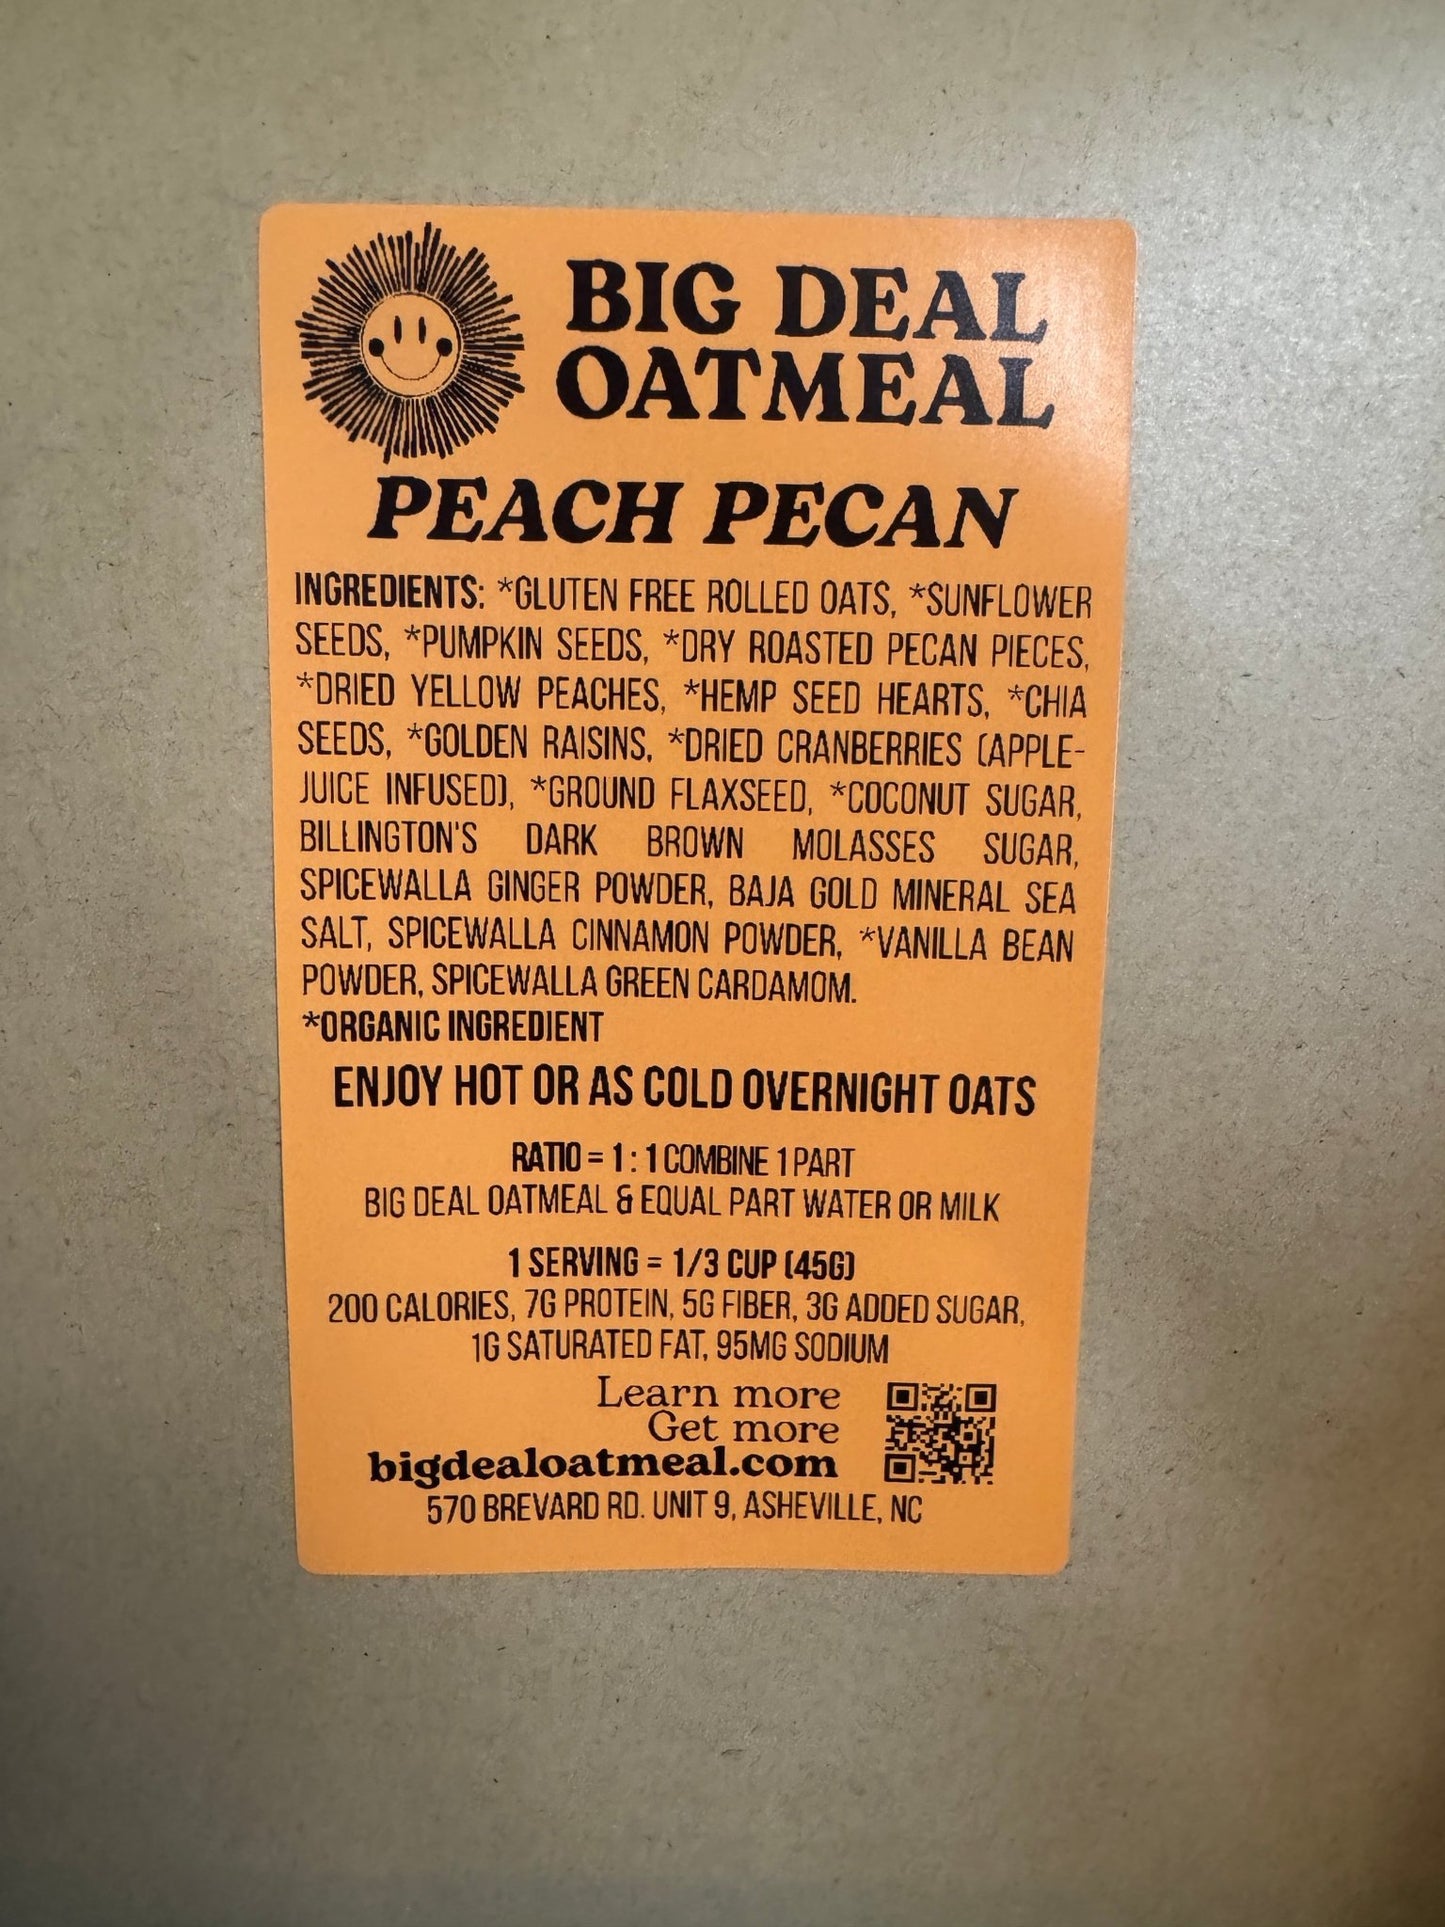 BIG DEAL
OATMEAL
PEACH PECAN
INGREDIENTS: *GLUTEN FREE ROLLED OATS, *SUNFLOWER
SEEDS, *PUMPKIN SEEDS, *DRY ROASTED PECAN PIECES,
*DRIED YELLOW PEACHES, *HEMP SEED HEARTS, *CHIA
SEEDS, *GOLDEN RAISINS, *DRIED CRANBERRIES (APPLE-
JUICE INFUSED), *GROUND FLAXSEED, *COCONUT SUGAR,
BILLINGTON'S DARK BROWN MOLASSES SUGAR,
SPICEWALLA GINGER POWDER, BAJA GOLD MINERAL SEA
SALT, SPICEWALLA CINNAMON POWDER, *VANILLA BEAN
POWDER, SPICEWALLA GREEN CARDAMOM.
*ORGANIC INGREDIENT
ENJOY HOT OR AS COLD OVERNIGHT OATS
RATIO = 1 : 1 COMBINE 1 PART
BIG DEAL OATMEAL & EQUAL PART WATER OR MILK
1 SERVING = 1/3 CUP (45G)
200 CALORIES, 7G PROTEIN, 5G FIBER, 3G ADDED SUGAR,
1G SATURATED FAT, 95MG SODIUM
Learn more
Get more
bigdealoatmeal.com
570 BREVARD RD. UNIT 9, ASHEVILLE, NC